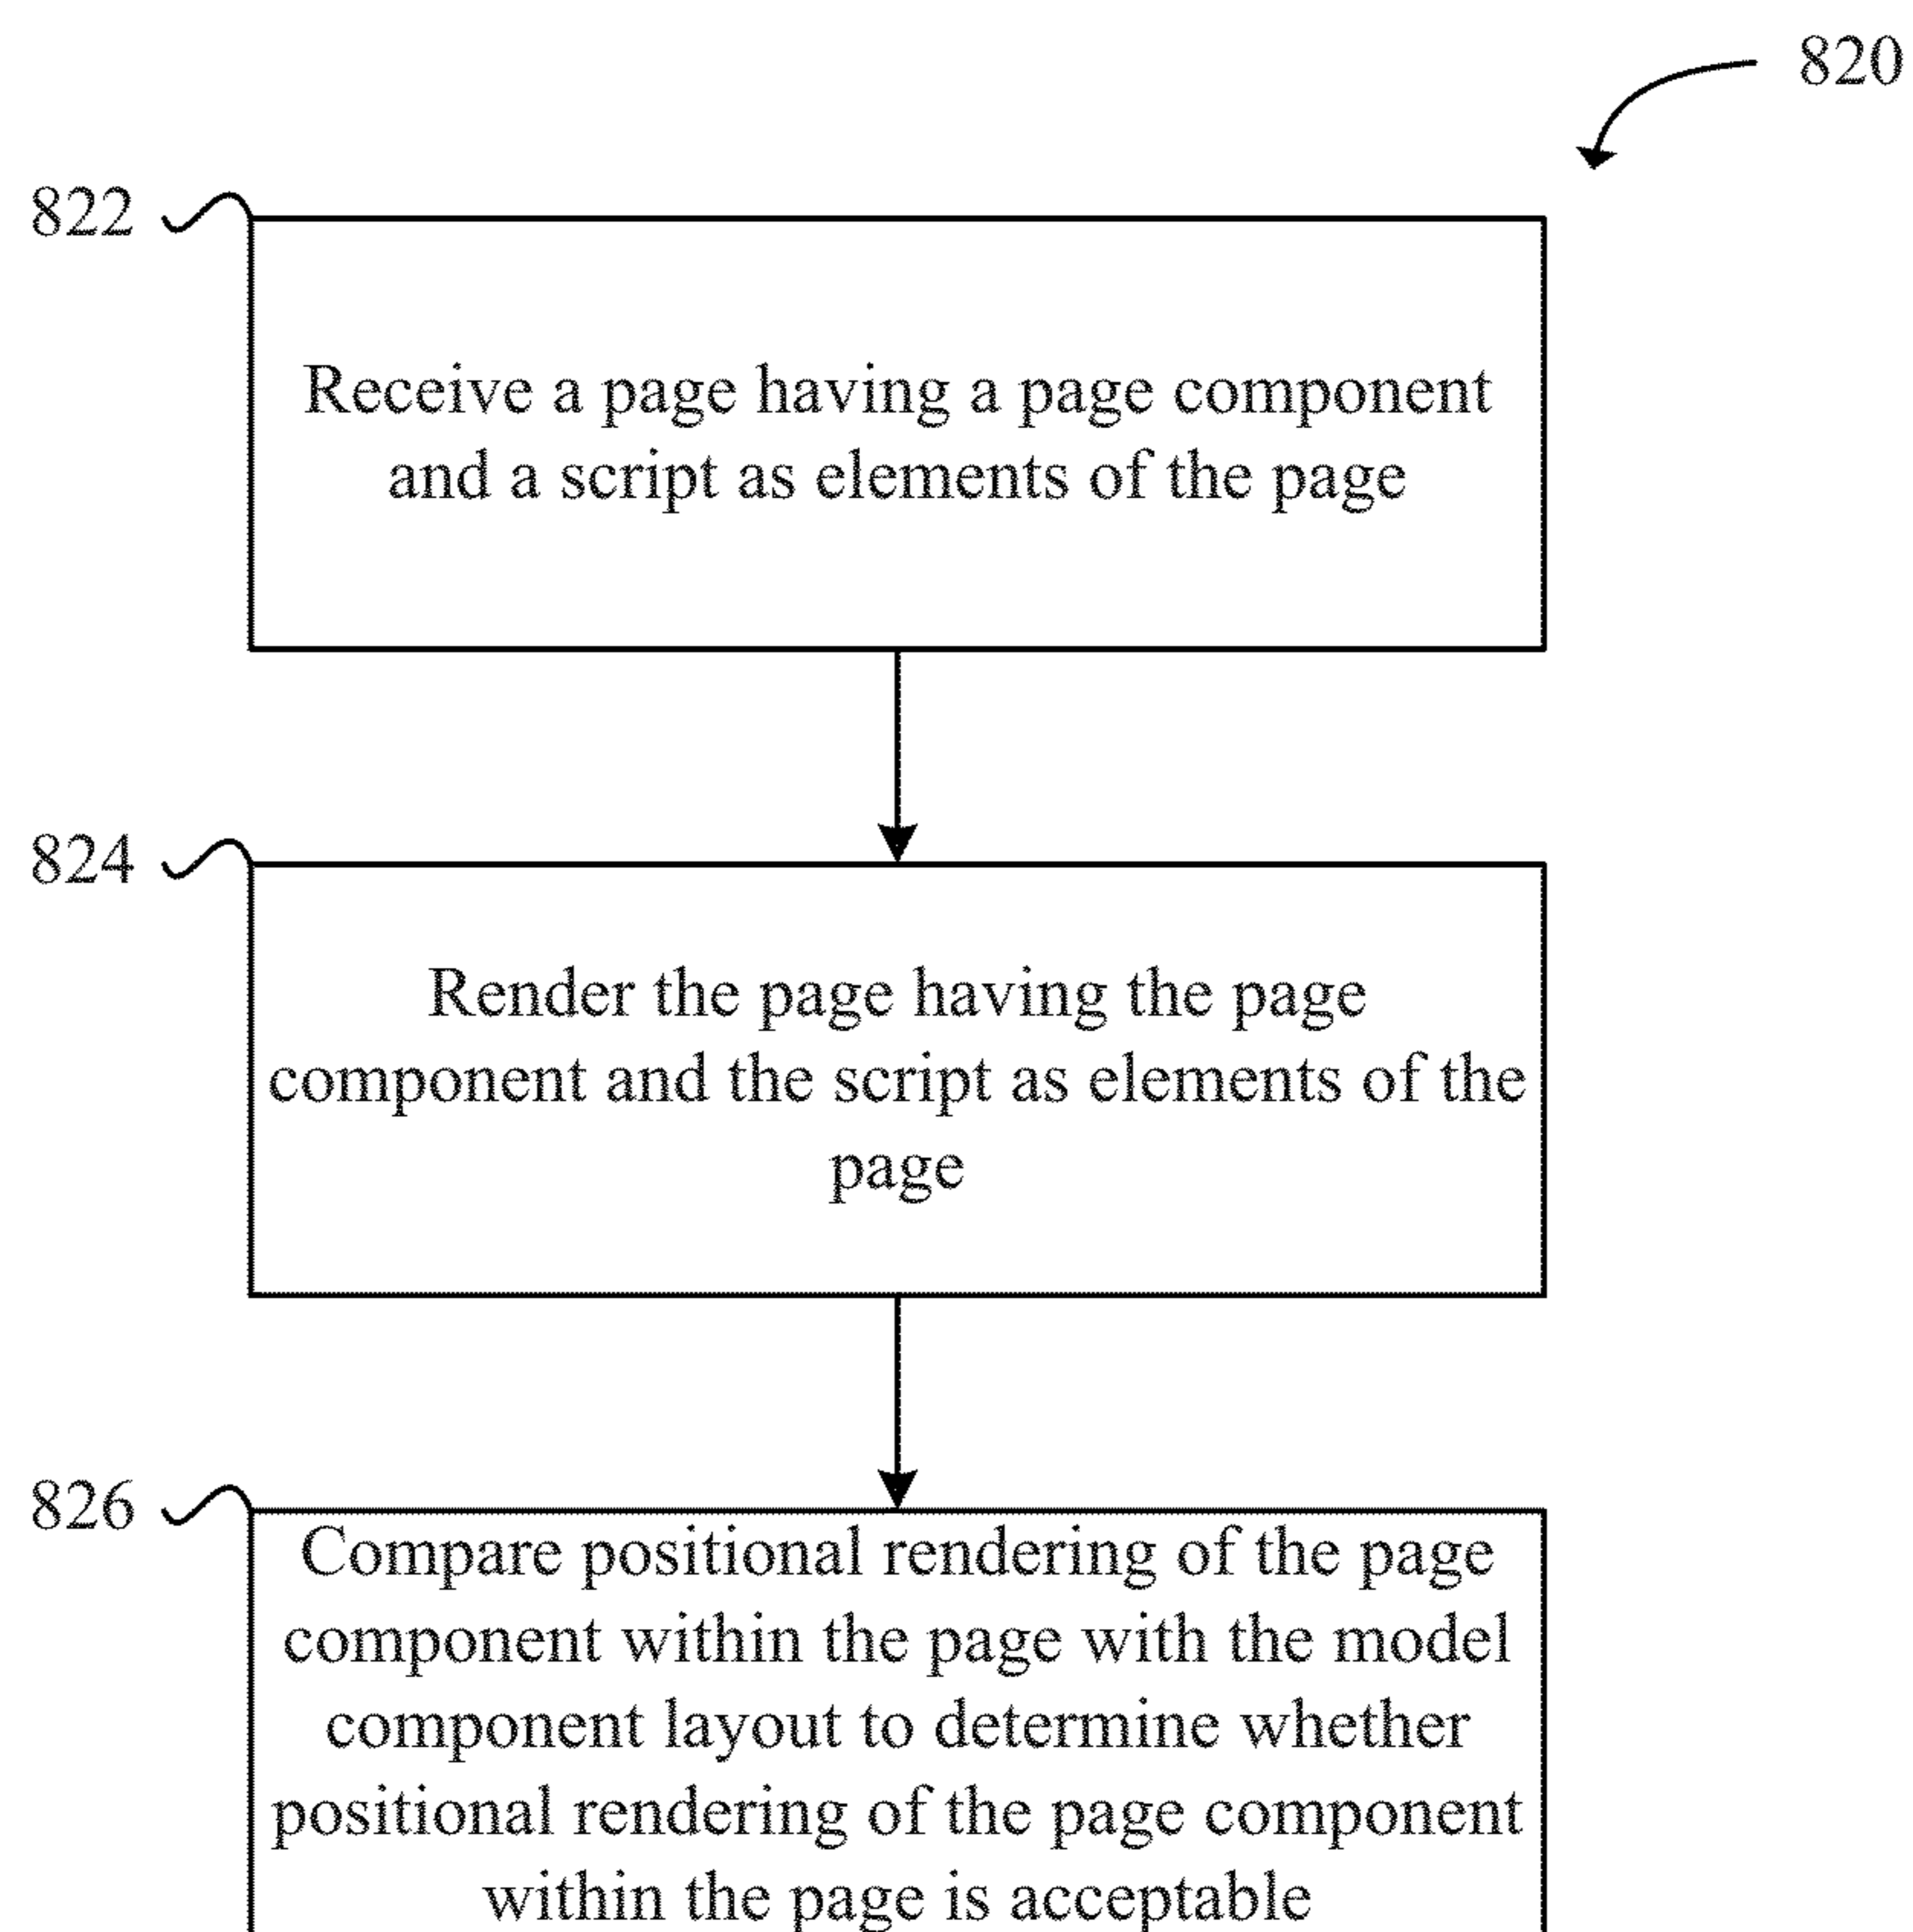 820
822
Receive a page having a page component
and a script as elements of the page
824
Render the page having the page
component and the script as elements of the
page
826
Compare positional rendering of the page
component within the page with the model
component layout to determine whether
positional rendering of the page component
within the page is acceptable